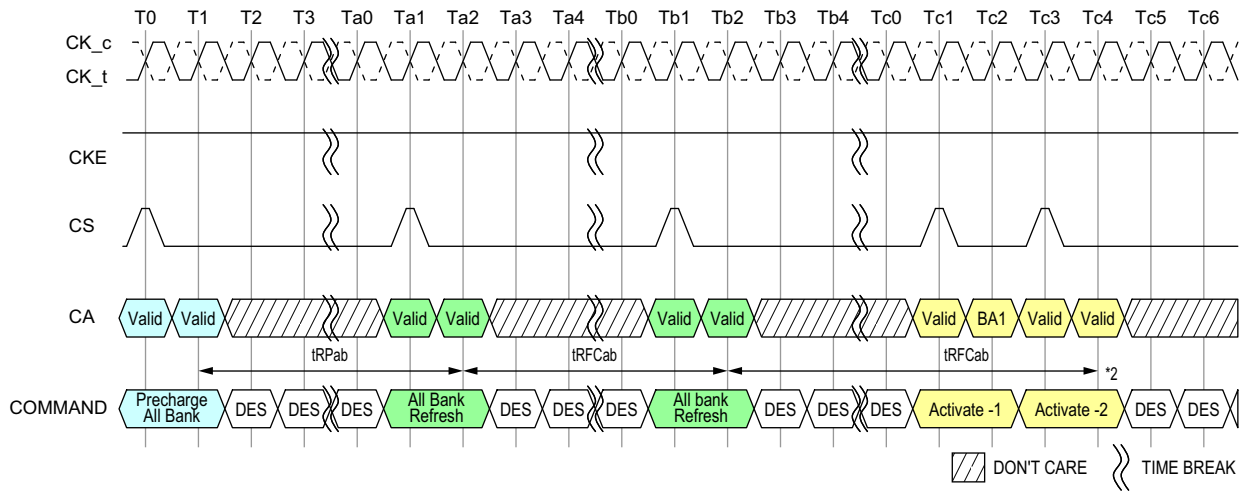 T0 T1 T2 T3 Ta0 Ta1 Ta2 Ta3 Ta4 Tb0 Tb1 Tb2 Tb3 Tb4 Tc0 Tc1 Tc2 Tc3 Tc4 Tc5 Tc6
CK_c
CK_t
CKE
CS
CA Valid Valid Valid Valid Valid Valid Valid BA1 Valid Valid
tRPab tRFCab tRFCab *2
COMMAND Precharge All Bank DES DES DES All Bank Refresh DES DES DES All bank Refresh DES DES DES Activate -1 Activate -2 DES DES
DON'T CARE TIME BREAK